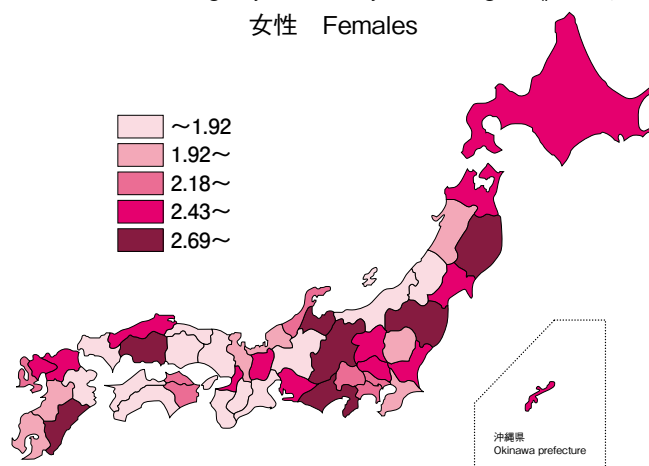 女性 Females
～1.92
1.92～
2.18～
2.43～
2.69～
沖縄県
Okinawa prefecture